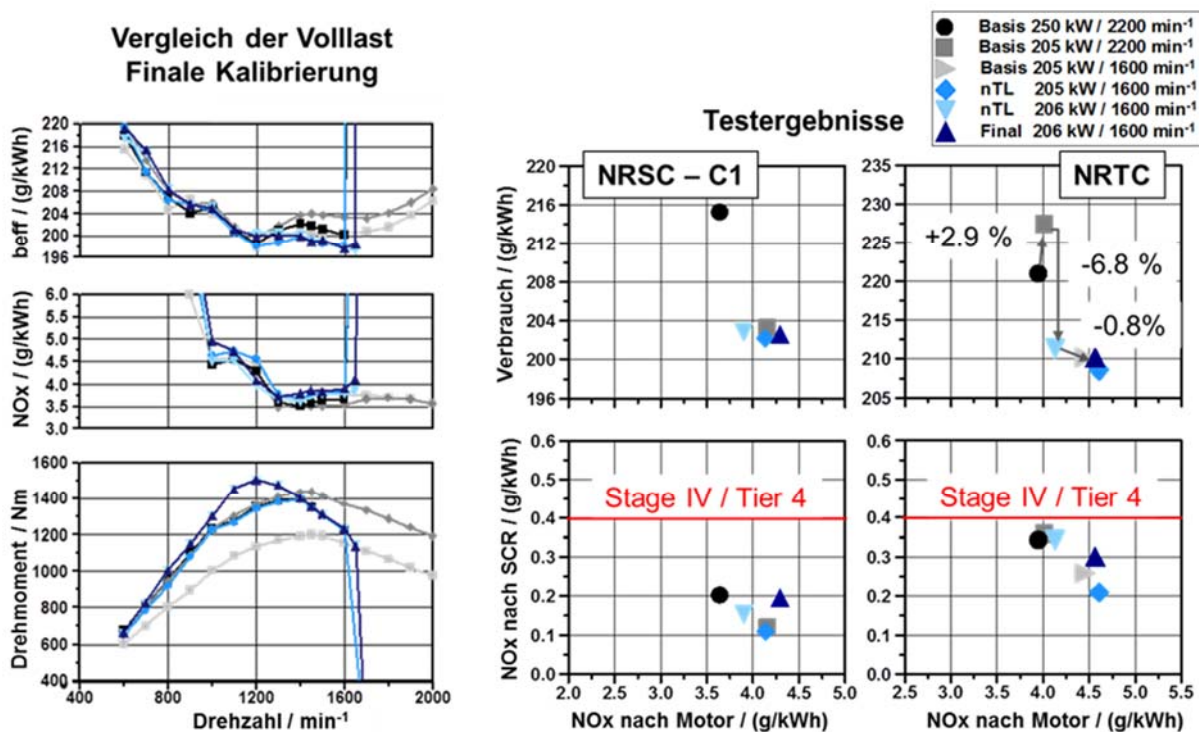 Vergleich der Volllast
Finale Kalibrierung
beff / (g/kWh)
220
216
212
208
204
200
196
NOx / (g/kWh)
6.0
5.5
5.0
4.5
4.0
3.5
3.0
Drehmoment / Nm
1600
1400
1200
1000
800
600
400
400 800 1200 1600 2000
Drehzahl / min-1
Basis 250 kW / 2200 min-1
Basis 205 kW / 2200 min-1
Basis 205 kW / 1600 min-1
nTL 205 kW / 1600 min-1
nTL 206 kW / 1600 min-1
Final 206 kW / 1600 min-1
Testergebnisse
NRSC – C1
Verbrauch / (g/kWh)
220
216
212
208
204
200
196
NRTC
235
230
225
220
215
210
205
+2.9 %
-6.8 %
-0.8%
NOx nach SCR / (g/kWh)
0.6
0.5
0.4
0.3
0.2
0.1
0.0
Stage IV / Tier 4
2.0 2.5 3.0 3.5 4.0 4.5 5.0
NOx nach Motor / (g/kWh)
0.6
0.5
0.4
0.3
0.2
0.1
0.0
Stage IV / Tier 4
2.5 3.0 3.5 4.0 4.5 5.0 5.5
NOx nach Motor / (g/kWh)